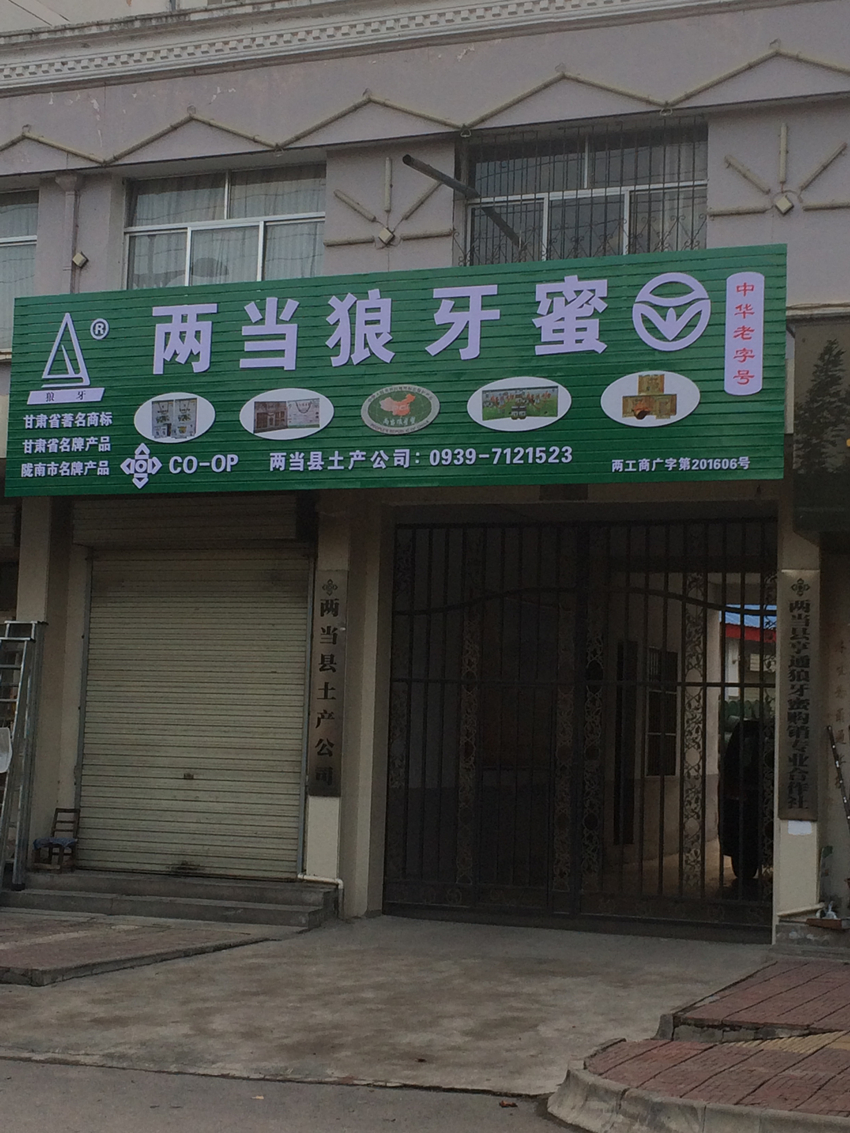 两当狼牙蜜
®
狼牙
中华老字号
甘肃省著名商标
甘肃省名牌产品
陇南市名牌产品
CO-OP
两当县土产公司：0939-7121523
两工商广字第201606号
两当县土产公司
两当县亨通狼牙蜜购销专业合作社